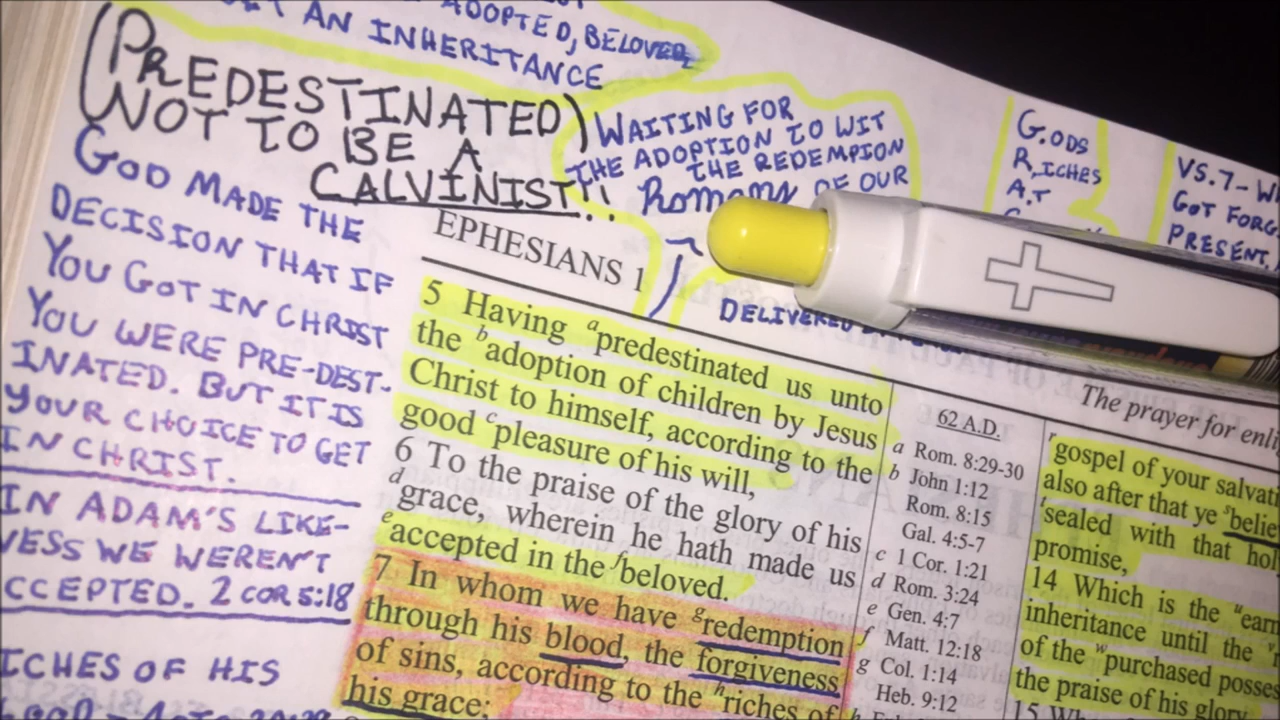 ADOPTED, BELOVED,
AN INHERITANCE
(PREDESTINATED)
NOT TO BE A
CALVINIST!!
GOD MADE THE
DECISION THAT IF
YOU GOT IN CHRIST
YOU WERE PRE-DEST-
INATED. BUT IT IS
YOUR CHOICE TO GET
IN CHRIST.
IN ADAM'S LIKE-
NESS WE WEREN'T
CCEPTED. 2 COR 5:18
ICHES OF HIS
WAITING FOR
THE ADOPTION TO WIT
THE REDEMPION
Romans OF OUR
DELIVERED
G.ODS
R.ICHES
A.T
VS.7-
GOT FORG
PRESENT.
EPHESIANS 1
5 Having apredestinated us unto
the badoption of children by Jesus
Christ to himself, according to the
good cpleasure of his will,
6 To the praise of the glory of his
dgrace, wherein he hath made us
eaccepted in the fbeloved.
7 In whom we have gredemption
through his blood, the forgiveness
of sins, according to the hriches of
his grace;
62 A.D.
a Rom. 8:29-30
b John 1:12
Rom. 8:15
Gal. 4:5-7
c 1 Cor. 1:21
d Rom. 3:24
e Gen. 4:7
f Matt. 12:18
g Col. 1:14
Heb. 9:12
The prayer for enli
rgospel of your salvati
also after that ye sbelie
tsealed with that hol
promise,
14 Which is the uearn
inheritance until the v
of the wpurchased posses
the praise of his glory
15